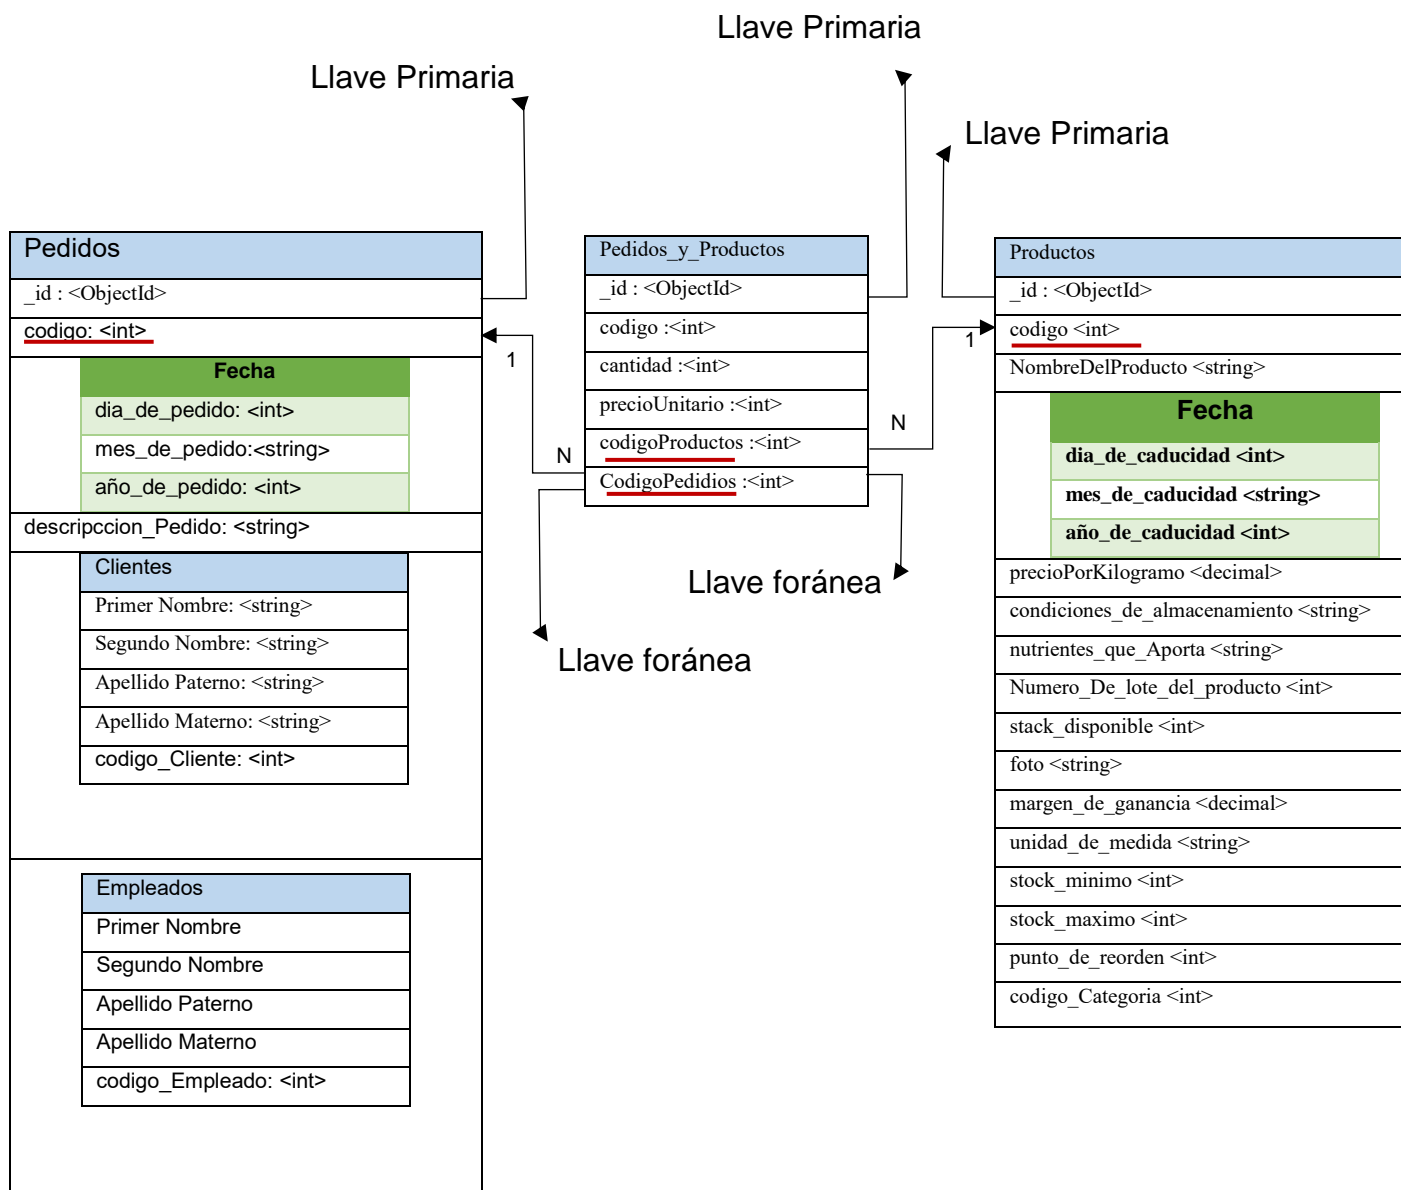 Llave Primaria
Llave Primaria
Llave Primaria
Pedidos
_id : <ObjectId>
codigo: <int>
Fecha
dia_de_pedido: <int>
mes_de_pedido:<string>
año_de_pedido: <int>
descripccion_Pedido: <string>
Clientes
Primer Nombre: <string>
Segundo Nombre: <string>
Apellido Paterno: <string>
Apellido Materno: <string>
codigo_Cliente: <int>
Empleados
Primer Nombre
Segundo Nombre
Apellido Paterno
Apellido Materno
codigo_Empleado: <int>
1
N
Pedidos_y_Productos
_id : <ObjectId>
codigo :<int>
cantidad :<int>
precioUnitario :<int>
codigoProductos :<int>
CodigoPedidios :<int>
Llave foránea
Llave foránea
N
1
Productos
_id : <ObjectId>
codigo <int>
NombreDelProducto <string>
Fecha
dia_de_caducidad <int>
mes_de_caducidad <string>
año_de_caducidad <int>
precioPorKilogramo <decimal>
condiciones_de_almacenamiento <string>
nutrientes_que_Aporta <string>
Numero_De_lote_del_producto <int>
stack_disponible <int>
foto <string>
margen_de_ganancia <decimal>
unidad_de_medida <string>
stock_minimo <int>
stock_maximo <int>
punto_de_reorden <int>
codigo_Categoria <int>